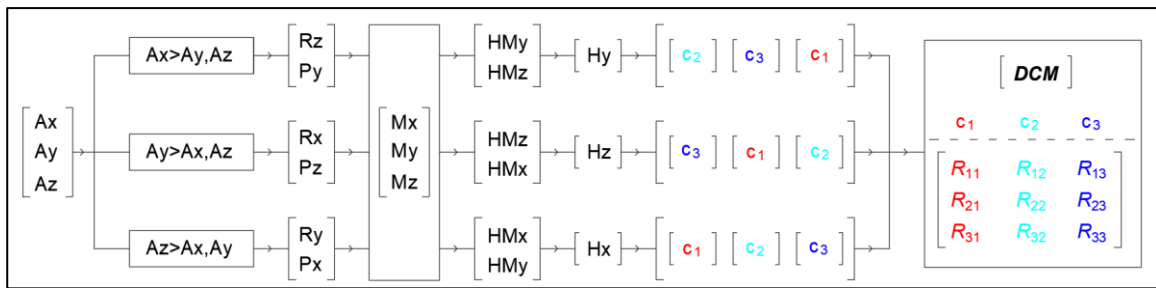 Ax
Ay
Az
Ax>Ay,Az
Rz
Py
Ay>Ax,Az
Rx
Pz
Az>Ax,Ay
Ry
Px
Mx
My
Mz
HMy
HMz
Hy
c₂ c₃ c₁
HMz
HMx
Hz
c₃ c₁ c₂
HMx
HMy
Hx
c₁ c₂ c₃
DCM
c₁ c₂ c₃
R₁₁ R₁₂ R₁₃
R₂₁ R₂₂ R₂₃
R₃₁ R₃₂ R₃₃